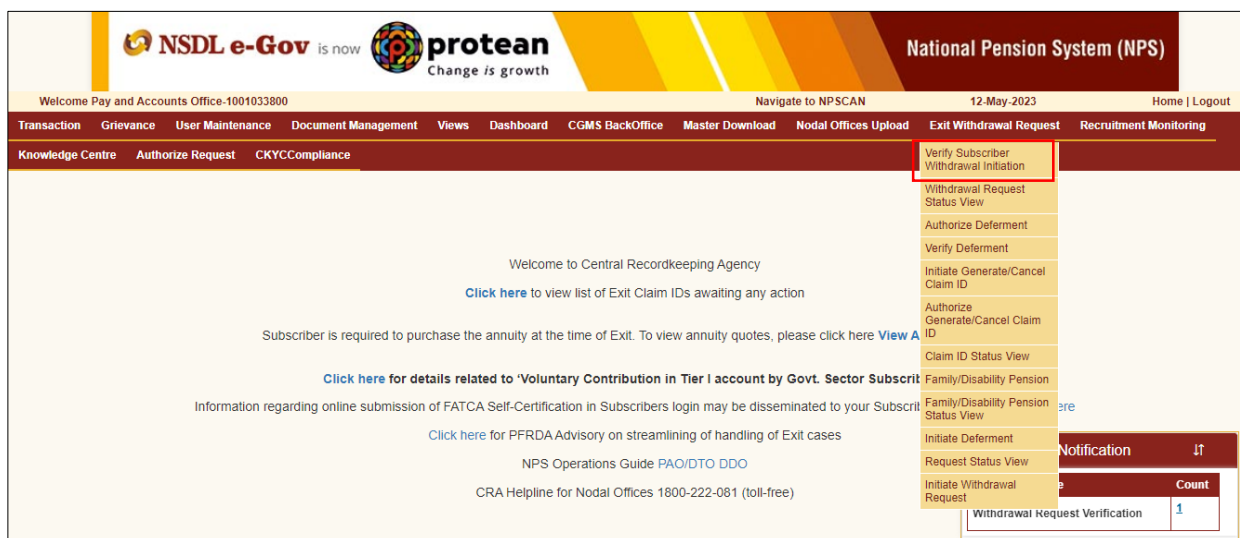 NSDL e-Gov is now protean
Change is growth
National Pension System (NPS)
Welcome Pay and Accounts Office-1001033800 Navigate to NPSCAN 12-May-2023 Home | Logout
Transaction Grievance User Maintenance Document Management Views Dashboard CGMS BackOffice Master Download Nodal Offices Upload Exit Withdrawal Request Recruitment Monitoring
Knowledge Centre Authorize Request CKYCCompliance
Verify Subscriber
Withdrawal Initiation
Withdrawal Request
Status View
Authorize Deferment
Verify Deferment
Initiate Generate/Cancel
Claim ID
Authorize
Generate/Cancel Claim
ID
Claim ID Status View
Family/Disability Pension
Family/Disability Pension
Status View
Initiate Deferment
Request Status View
Initiate Withdrawal
Request
Welcome to Central Recordkeeping Agency
Click here to view list of Exit Claim IDs awaiting any action
Subscriber is required to purchase the annuity at the time of Exit. To view annuity quotes, please click here View A
Click here for details related to 'Voluntary Contribution in Tier I account by Govt. Sector Subscrib
Information regarding online submission of FATCA Self-Certification in Subscribers login may be disseminated to your Subscrib ere
Click here for PFRDA Advisory on streamlining of handling of Exit cases
NPS Operations Guide PAO/DTO DDO
CRA Helpline for Nodal Offices 1800-222-081 (toll-free)
Notification
e Count
Withdrawal Request Verification 1